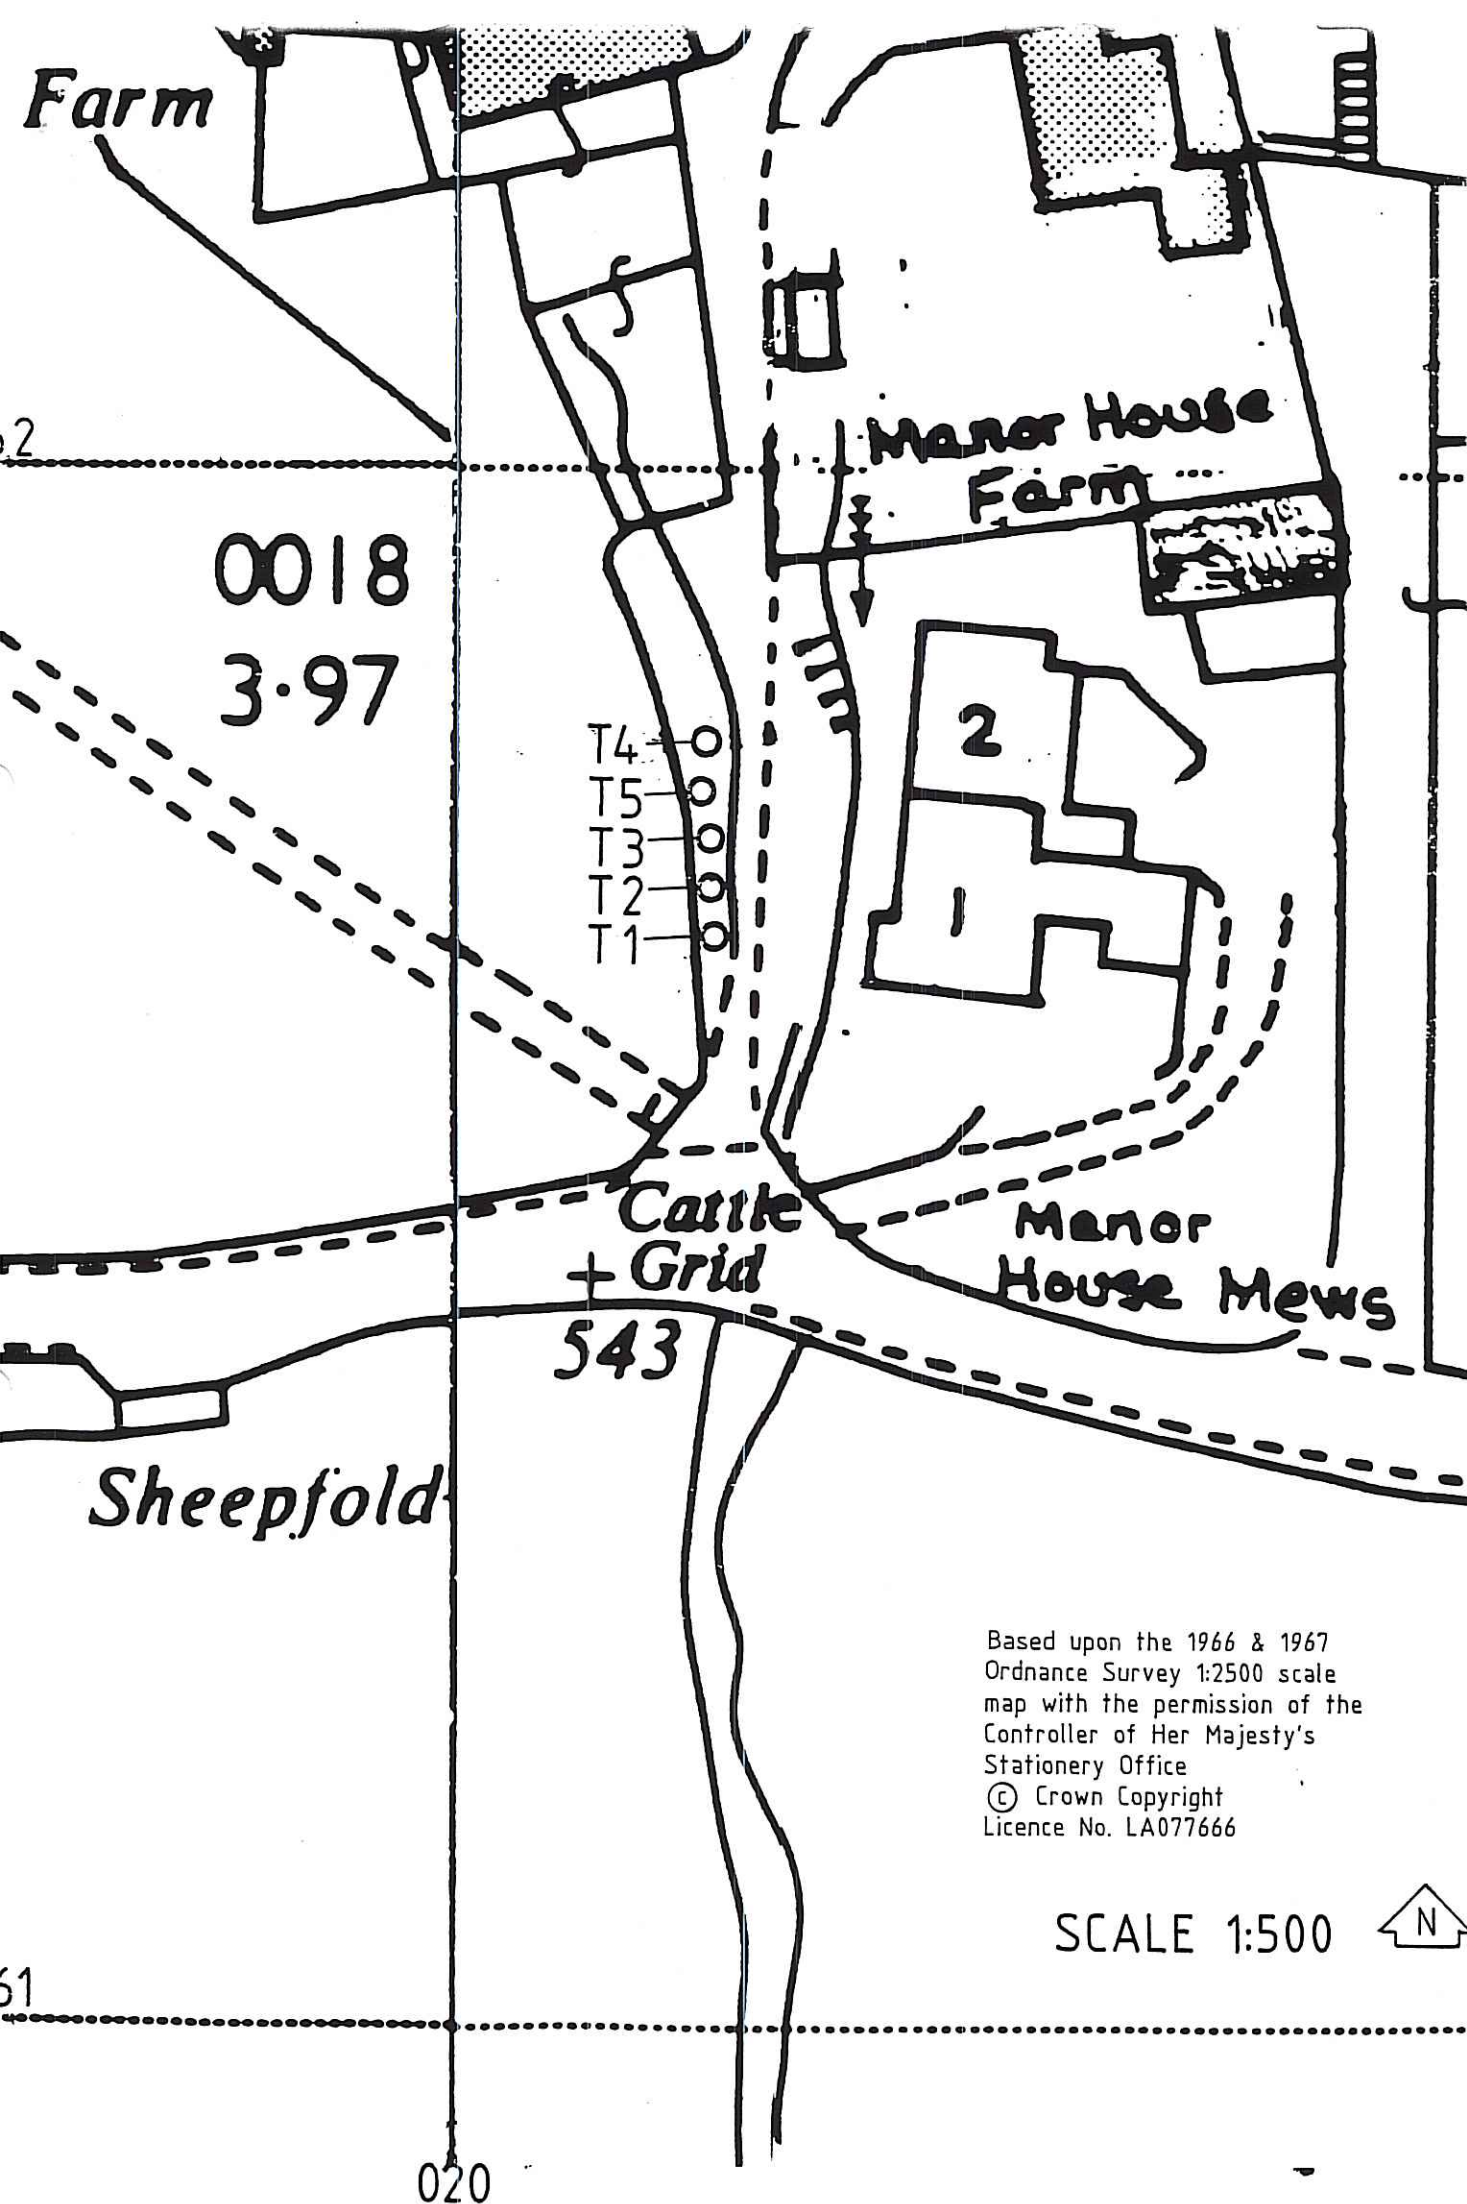 Farm
2
Manor House
Farm
0018
3·97
2
T4
T5
T3
T2
T1
1
Cattle
Grid
Manor
House Mews
543
Sheepfold
Based upon the 1966 & 1967
Ordnance Survey 1:2500 scale
map with the permission of the
Controller of Her Majesty's
Stationery Office
© Crown Copyright
Licence No. LA077666
SCALE 1:500
N
61
020